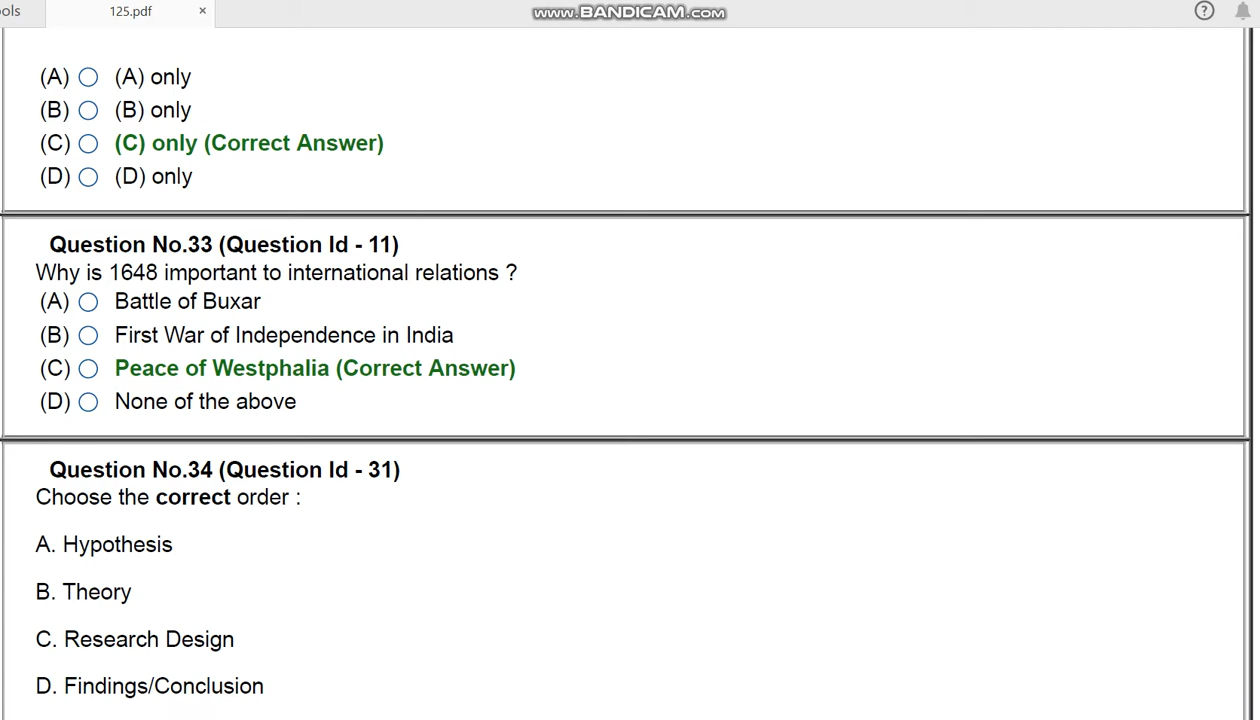 ols
125.pdf
×
www.BANDICAM.com
?
(A) (A) only
(B) (B) only
(C) (C) only (Correct Answer)
(D) (D) only
Question No.33 (Question Id - 11)
Why is 1648 important to international relations ?
(A) Battle of Buxar
(B) First War of Independence in India
(C) Peace of Westphalia (Correct Answer)
(D) None of the above
Question No.34 (Question Id - 31)
Choose the correct order :
A. Hypothesis
B. Theory
C. Research Design
D. Findings/Conclusion